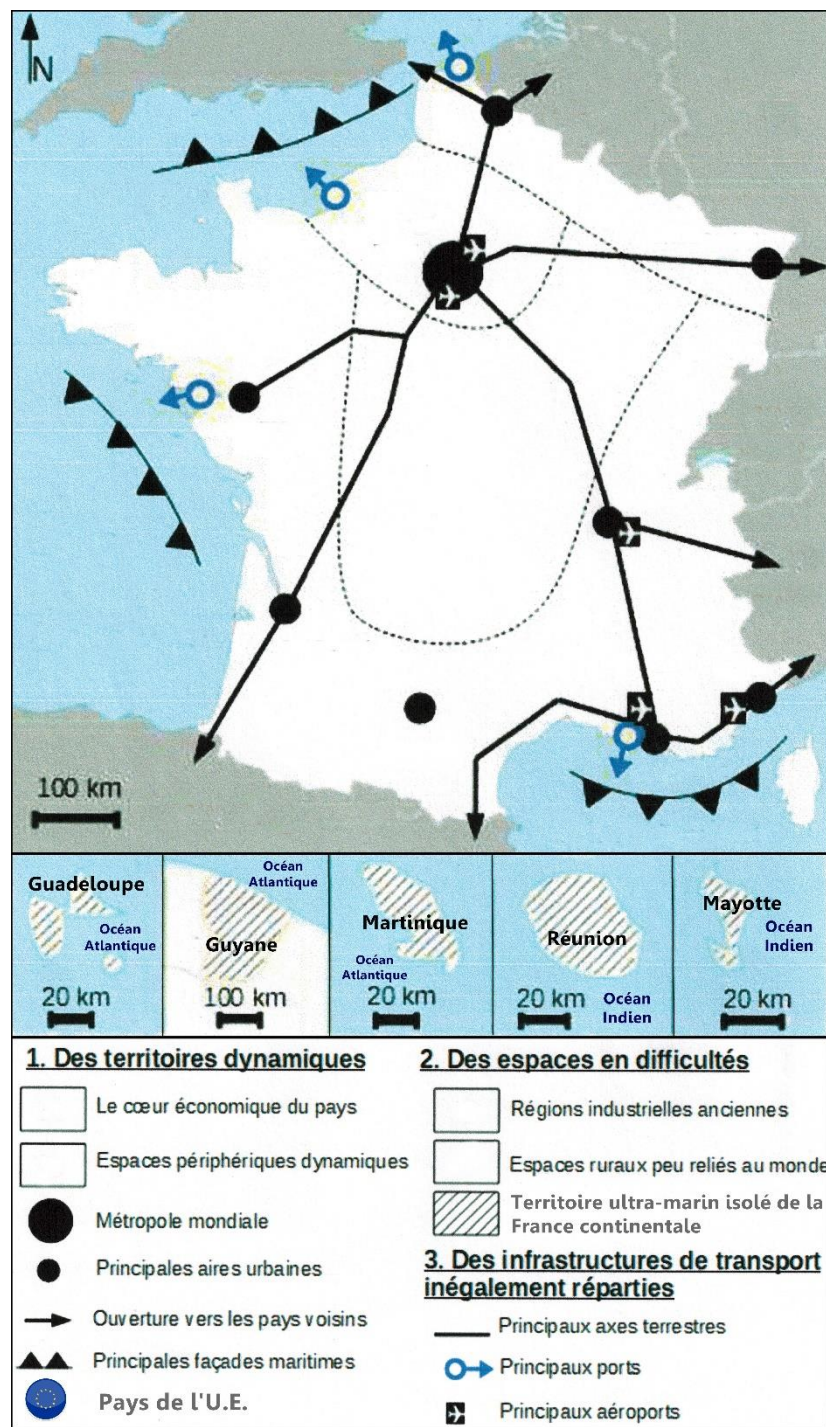 N
100 km
Guadeloupe
Océan
Atlantique
20 km
Océan
Atlantique
Guyane
100 km
Martinique
Océan
Atlantique
20 km
Réunion
20 km
Océan
Indien
Mayotte
Océan
Indien
20 km
1. Des territoires dynamiques
Le cœur économique du pays
Espaces périphériques dynamiques
Métropole mondiale
Principales aires urbaines
Ouverture vers les pays voisins
Principales façades maritimes
Pays de l'U.E.
2. Des espaces en difficultés
Régions industrielles anciennes
Espaces ruraux peu reliés au monde
Territoire ultra-marin isolé de la
France continentale
3. Des infrastructures de transport
inégalement réparties
Principaux axes terrestres
Principaux ports
Principaux aéroports